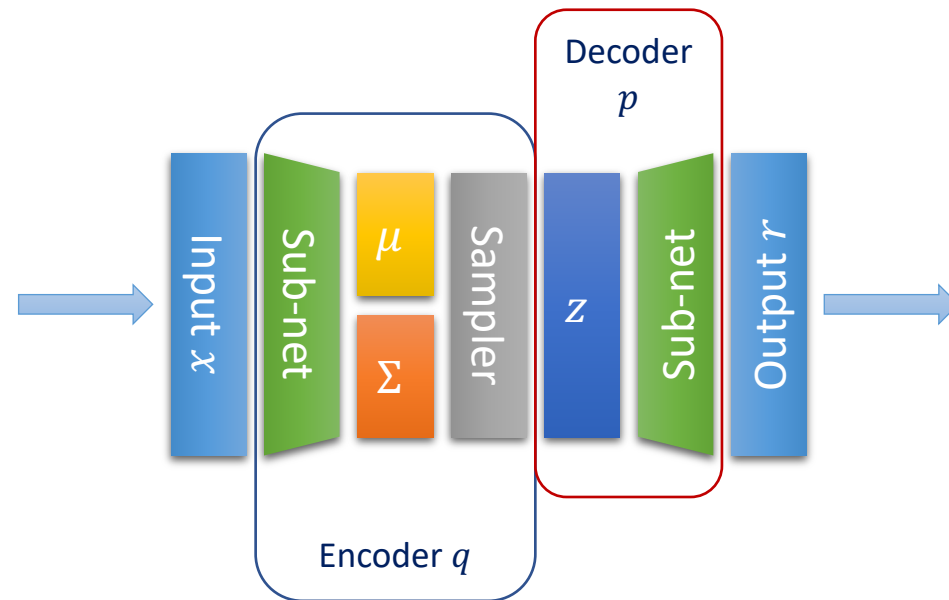 Decoder
p
Input x
Sub-net
μ
Σ
Sampler
z
Sub-net
Output r
Encoder q